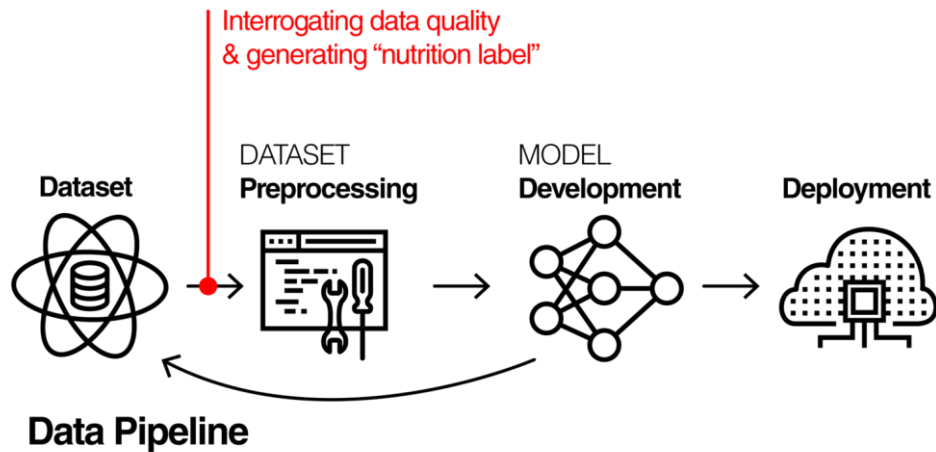 Interrogating data quality
& generating “nutrition label”
Dataset
DATASET
Preprocessing
MODEL
Development
Deployment
Data Pipeline